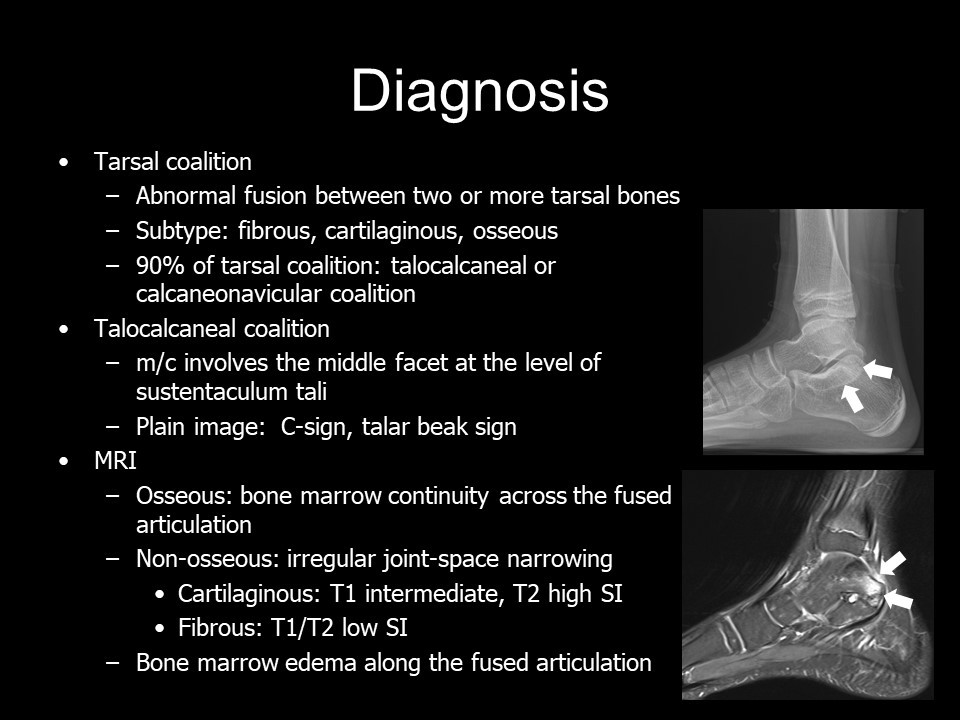 Diagnosis
• Tarsal coalition
– Abnormal fusion between two or more tarsal bones
– Subtype: fibrous, cartilaginous, osseous
– 90% of tarsal coalition: talocalcaneal or
calcaneonavicular coalition
• Talocalcaneal coalition
– m/c involves the middle facet at the level of
sustentaculum tali
– Plain image: C-sign, talar beak sign
• MRI
– Osseous: bone marrow continuity across the fused
articulation
– Non-osseous: irregular joint-space narrowing
• Cartilaginous: T1 intermediate, T2 high SI
• Fibrous: T1/T2 low SI
– Bone marrow edema along the fused articulation